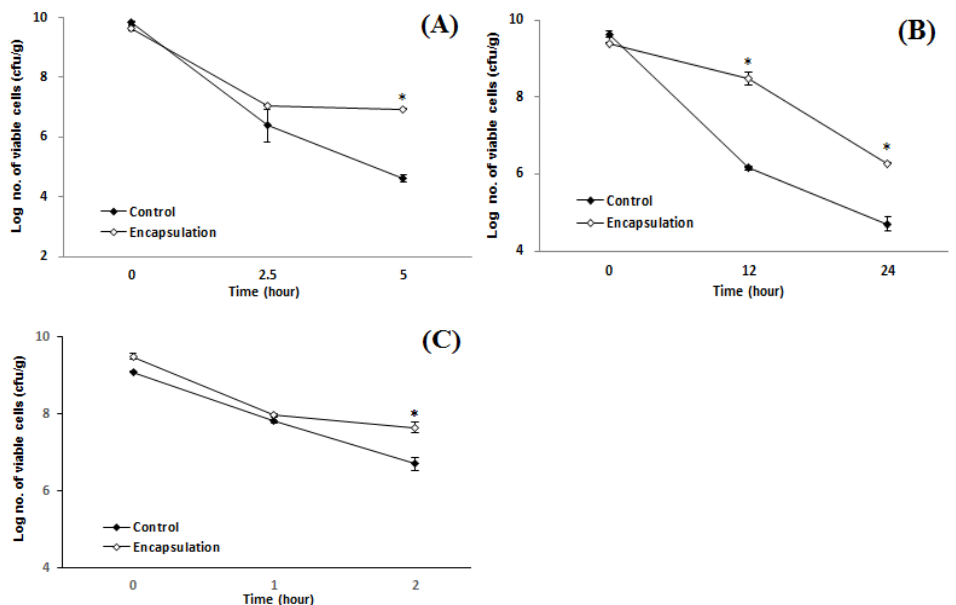 (A)
Log no. of viable cells (cfu/g)
10
8
6
4
2
*
Control
Encapsulation
0 2.5 5
Time (hour)
(B)
Log no. of viable cells (cfu/g)
10
8
6
4
*
*
Control
Encapsulation
0 12 24
Time (hour)
(C)
Log no. of viable cells (cfu/g)
10
8
6
4
*
Control
Encapsulation
0 1 2
Time (hour)